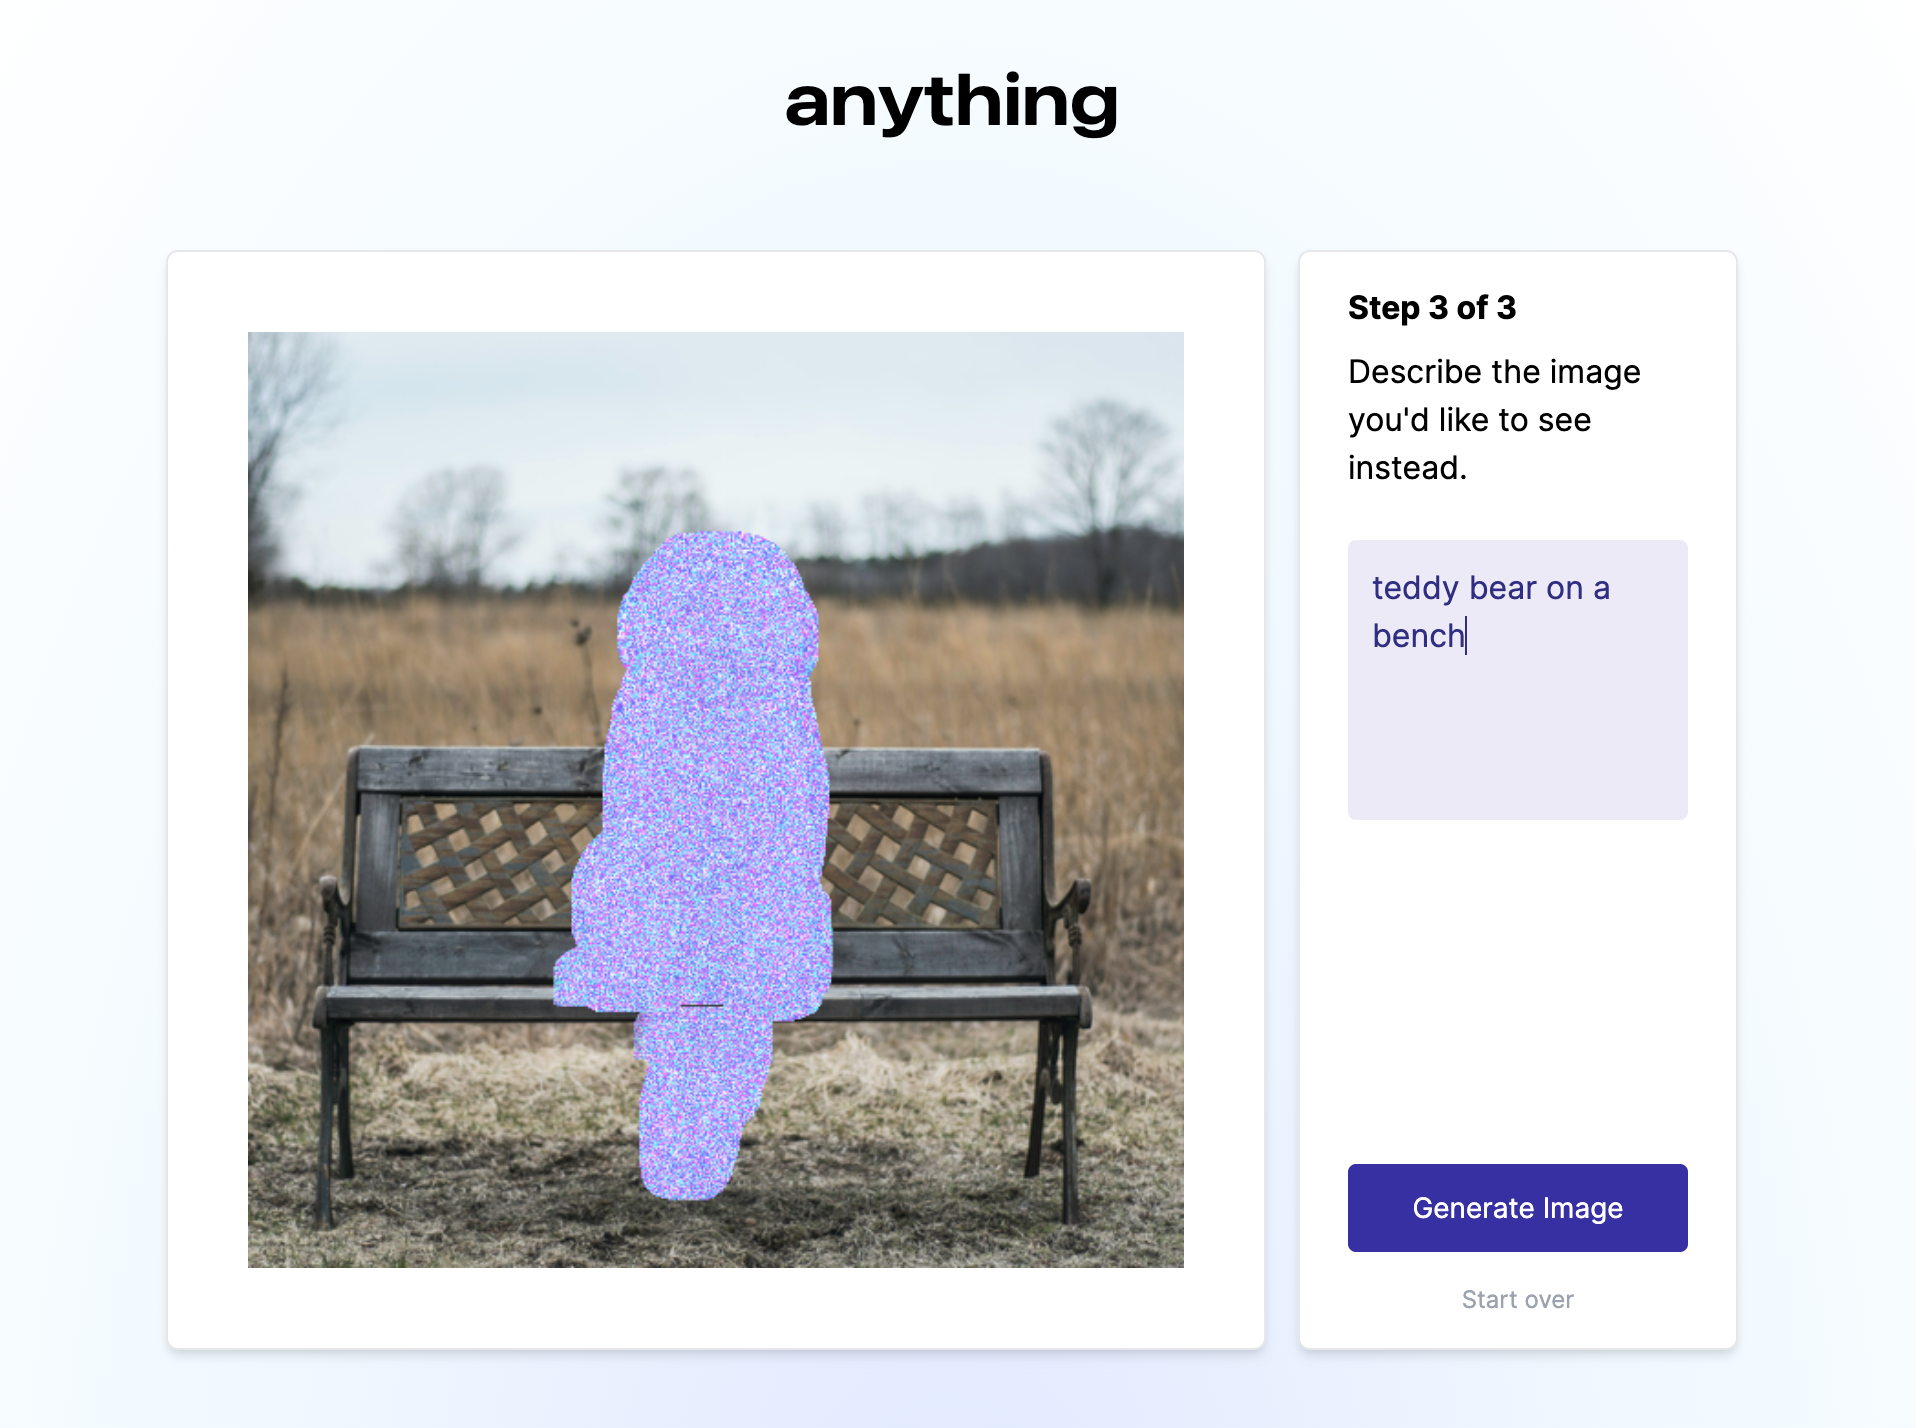 anything
Step 3 of 3
Describe the image
you'd like to see
instead.
teddy bear on a
bench
Generate Image
Start over